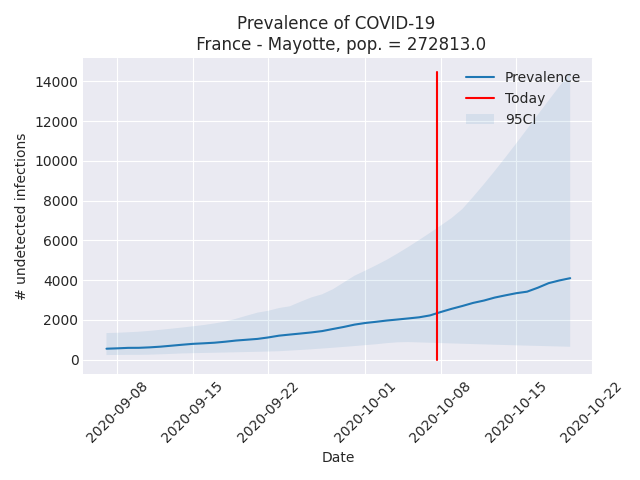 Prevalence of COVID-19
France - Mayotte, pop. = 272813.0
Prevalence
Today
95CI
# undetected infections
14000
12000
10000
8000
6000
4000
2000
0
2020-09-08
2020-09-15
2020-09-22
2020-10-01
2020-10-08
2020-10-15
2020-10-22
Date